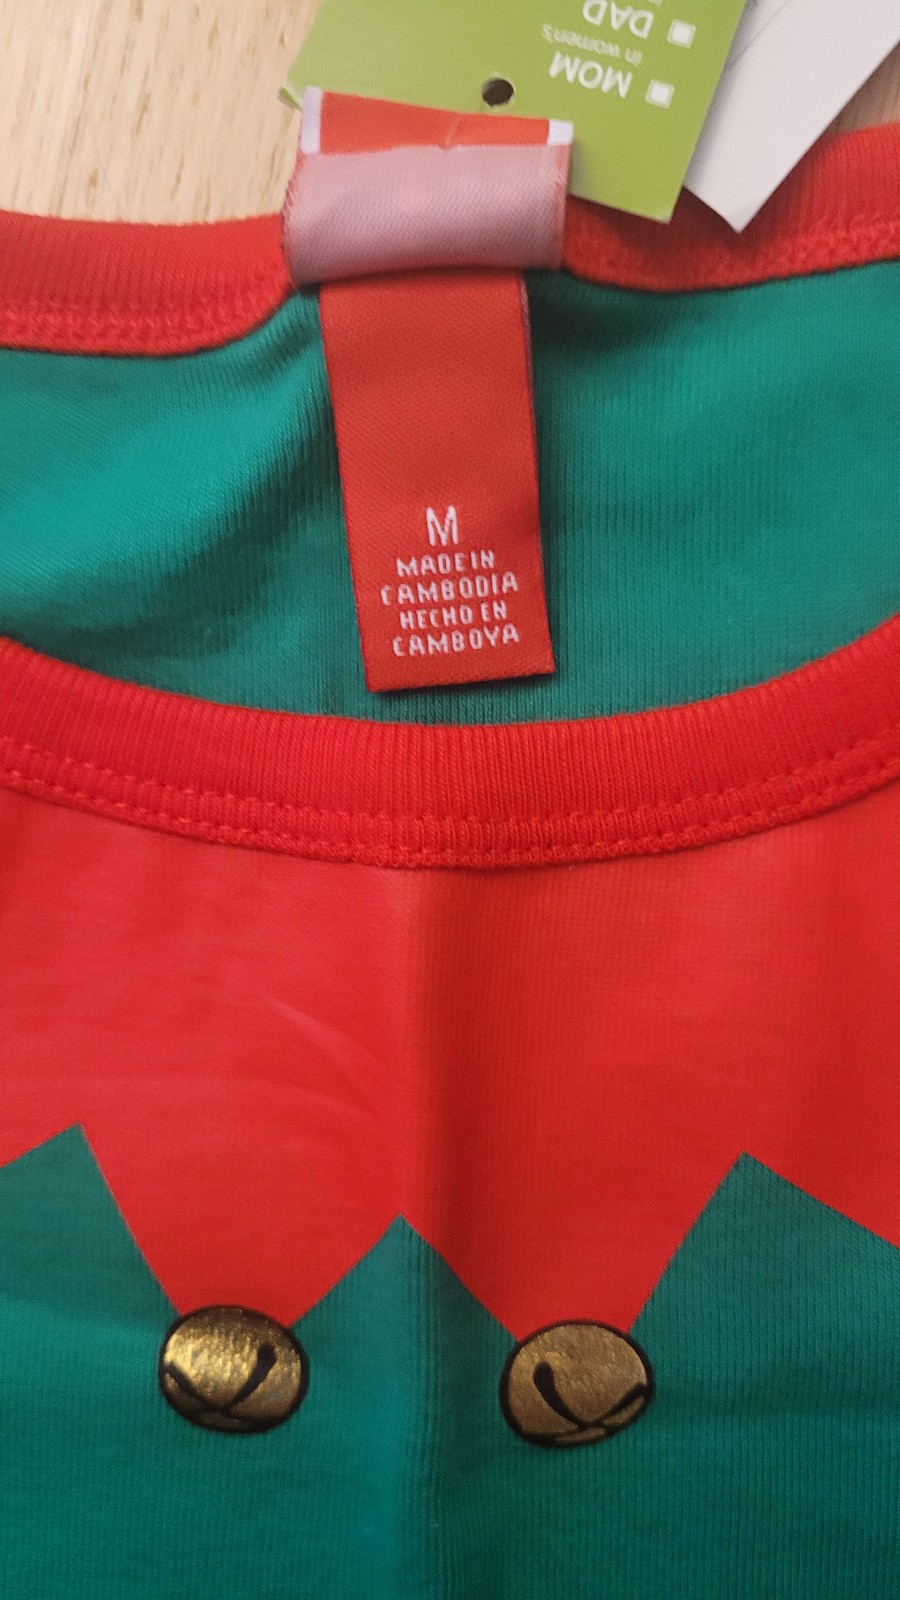 MOM
in women's
DAD
M
MADE IN
CAMBODIA
HECHO EN
CAMBOYA